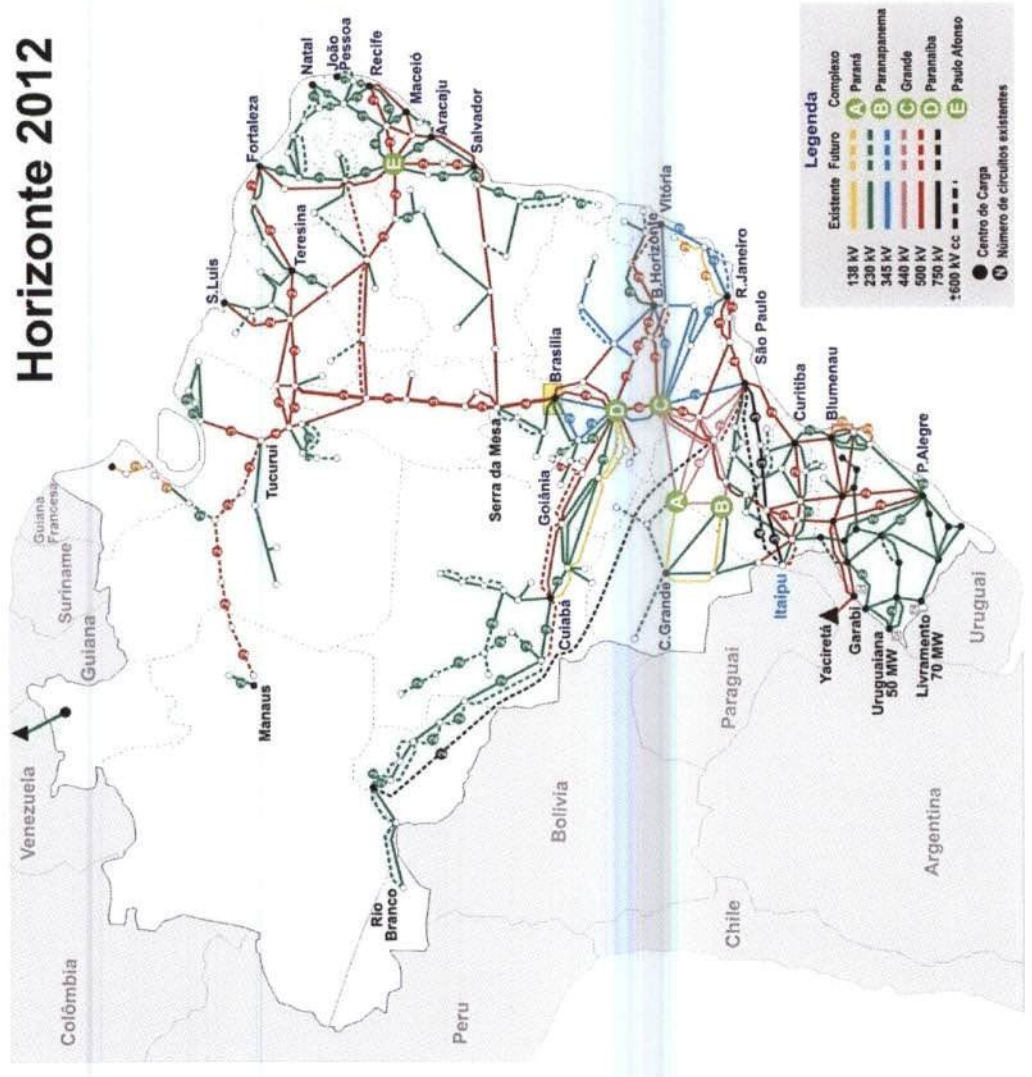 Horizonte 2012
Colômbia
Venezuela
Guiana
Suriname
Guiana
Francesa
Manaus
Tucuruí
S.Luis
Fortaleza
Teresina
Natal
João
Pessoa
Recife
Maceió
Aracaju
Salvador
E
Rio
Branco
Peru
Bolívia
Serra da Mesa
Brasília
Goiânia
Cuiabá
D
C
A
B
B.Horizonte
Vitória
C.Grande
R.Janeiro
São Paulo
Paraguai
Chile
Itaipu
Curitiba
Blumenau
P.Alegre
Yaciretá
Garabi
Uruguaiana
50 MW
Livramento
70 MW
Uruguai
Argentina
Legenda
Existente Futuro Complexo
138 kV A Paraná
230 kV B Paranapanema
345 kV C Grande
440 kV D Paranaíba
500 kV E Paulo Afonso
750 kV
±600 kV cc
Centro de Carga
N Número de circuitos existentes